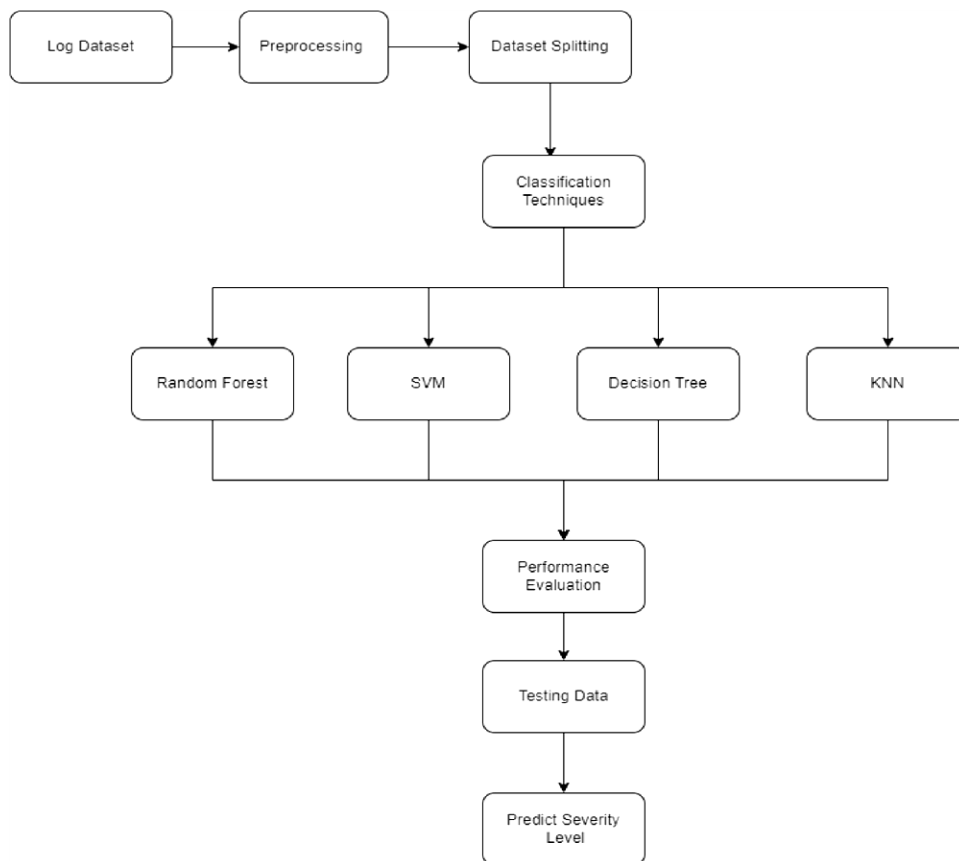 Log Dataset
Preprocessing
Dataset Splitting
Classification
Techniques
Random Forest
SVM
Decision Tree
KNN
Performance
Evaluation
Testing Data
Predict Severity
Level